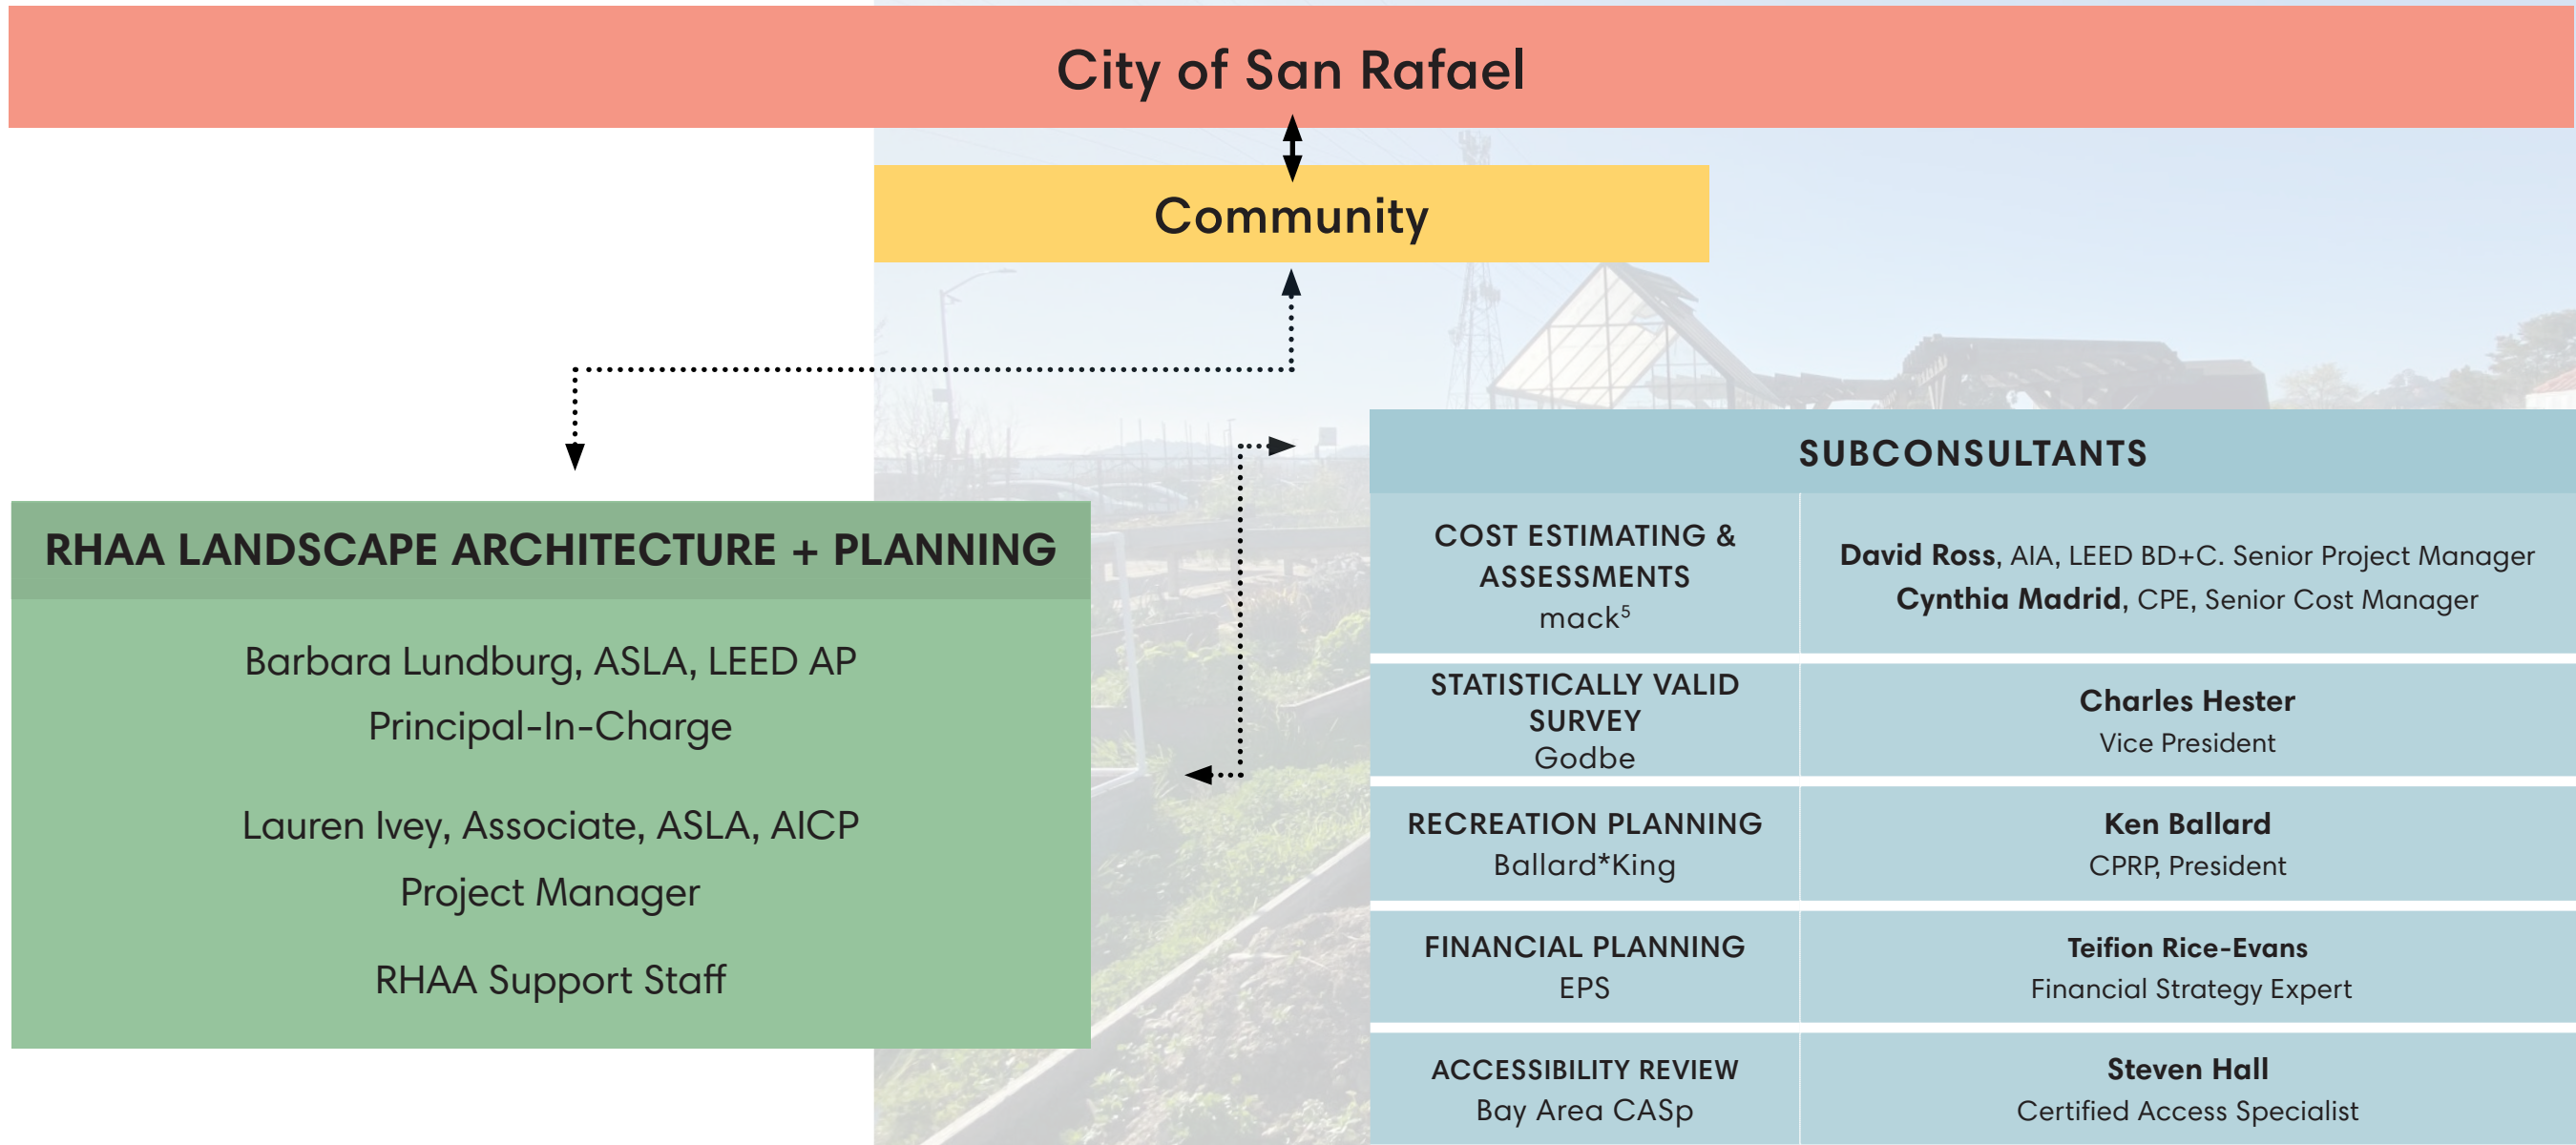 City of San Rafael
Community
RHAA LANDSCAPE ARCHITECTURE + PLANNING
Barbara Lundburg, ASLA, LEED AP
Principal-In-Charge
Lauren Ivey, Associate, ASLA, AICP
Project Manager
RHAA Support Staff
SUBCONSULTANTS
COST ESTIMATING &
ASSESSMENTS
mack⁵
David Ross, AIA, LEED BD+C. Senior Project Manager
Cynthia Madrid, CPE, Senior Cost Manager
STATISTICALLY VALID
SURVEY
Godbe
Charles Hester
Vice President
RECREATION PLANNING
Ballard*King
Ken Ballard
CPRP, President
FINANCIAL PLANNING
EPS
Teifion Rice-Evans
Financial Strategy Expert
ACCESSIBILITY REVIEW
Bay Area CASp
Steven Hall
Certified Access Specialist